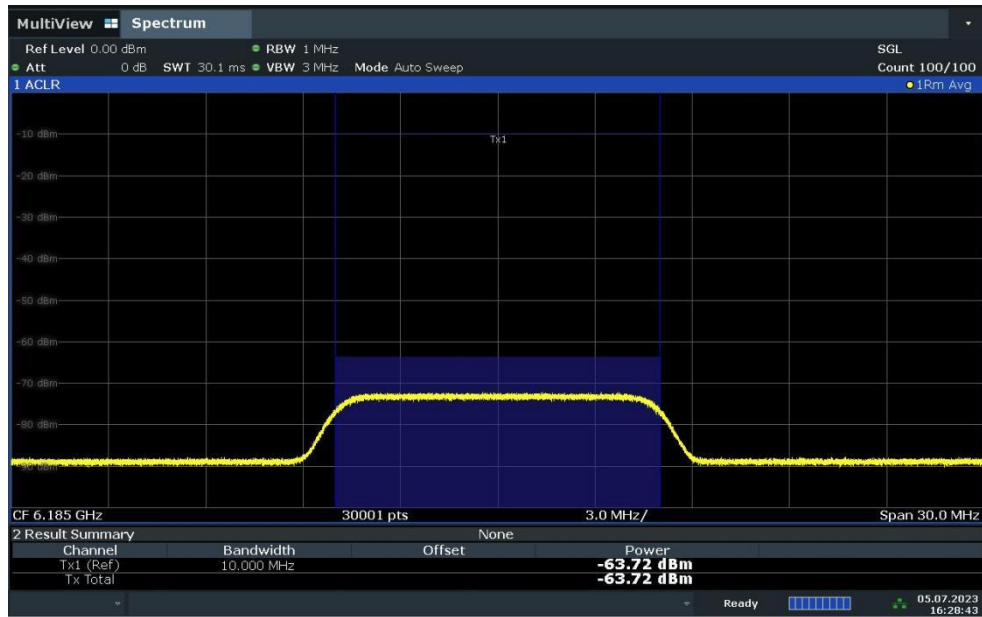 MultiView Spectrum
Ref Level 0.00 dBm RBW 1 MHz SGL
Att 0 dB SWT 30.1 ms VBW 3 MHz Mode Auto Sweep Count 100/100
1 ACLR 1Rm Avg
-10 dBm
Tx1
-20 dBm
-30 dBm
-40 dBm
-50 dBm
-60 dBm
-70 dBm
-80 dBm
-90 dBm
CF 6.185 GHz 30001 pts 3.0 MHz/ Span 30.0 MHz
2 Result Summary None
Channel Bandwidth Offset Power
Tx1 (Ref) 10.000 MHz -63.72 dBm
Tx Total -63.72 dBm
Ready 05.07.2023
16:28:43